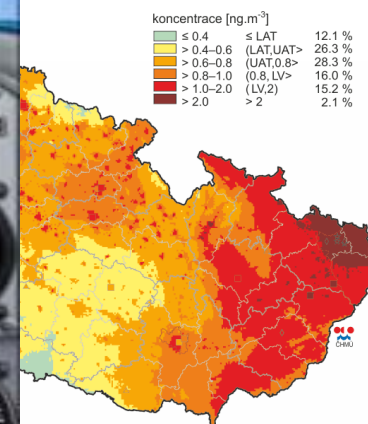 koncentrace [ng.m-3]
≤ 0.4 ≤ LAT 12.1 %
> 0.4–0.6 (LAT,UAT> 26.3 %
> 0.6–0.8 (UAT,0.8> 28.3 %
> 0.8–1.0 (0.8, LV> 16.0 %
> 1.0–2.0 (LV,2) 15.2 %
> 2.0 > 2 2.1 %
ČHMÚ